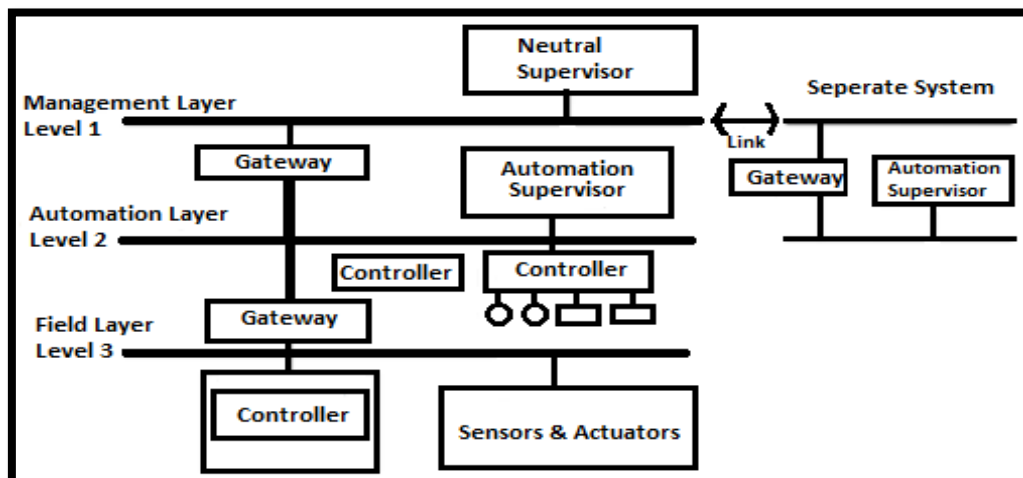 Neutral
Supervisor
Management Layer
Level 1
Seperate System
Link
Gateway
Automation
Supervisor
Gateway
Automation
Supervisor
Automation Layer
Level 2
Controller
Controller
Gateway
Field Layer
Level 3
Controller
Sensors & Actuators